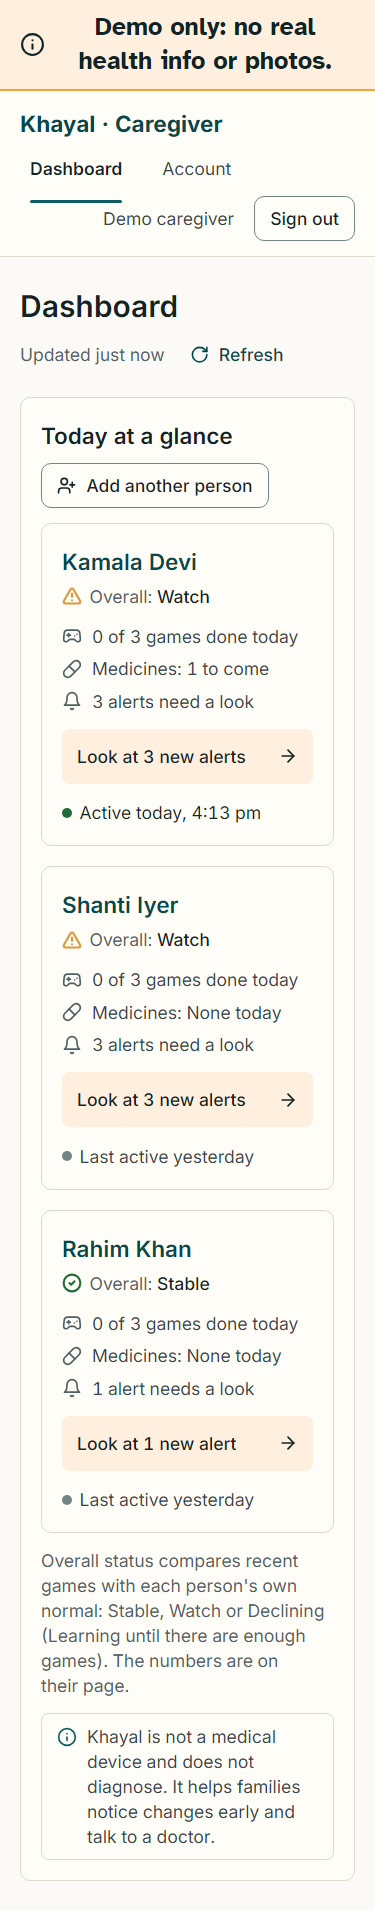 Demo only: no real
health info or photos.
Khayal · Caregiver
Dashboard
Account
Demo caregiver
Sign out
Dashboard
Updated just now
Refresh
Today at a glance
Add another person
Kamala Devi
Overall: Watch
0 of 3 games done today
Medicines: 1 to come
3 alerts need a look
Look at 3 new alerts
Active today, 4:13 pm
Shanti Iyer
Overall: Watch
0 of 3 games done today
Medicines: None today
3 alerts need a look
Look at 3 new alerts
Last active yesterday
Rahim Khan
Overall: Stable
0 of 3 games done today
Medicines: None today
1 alert needs a look
Look at 1 new alert
Last active yesterday
Overall status compares recent
games with each person's own
normal: Stable, Watch or Declining
(Learning until there are enough
games). The numbers are on
their page.
Khayal is not a medical
device and does not
diagnose. It helps families
notice changes early and
talk to a doctor.